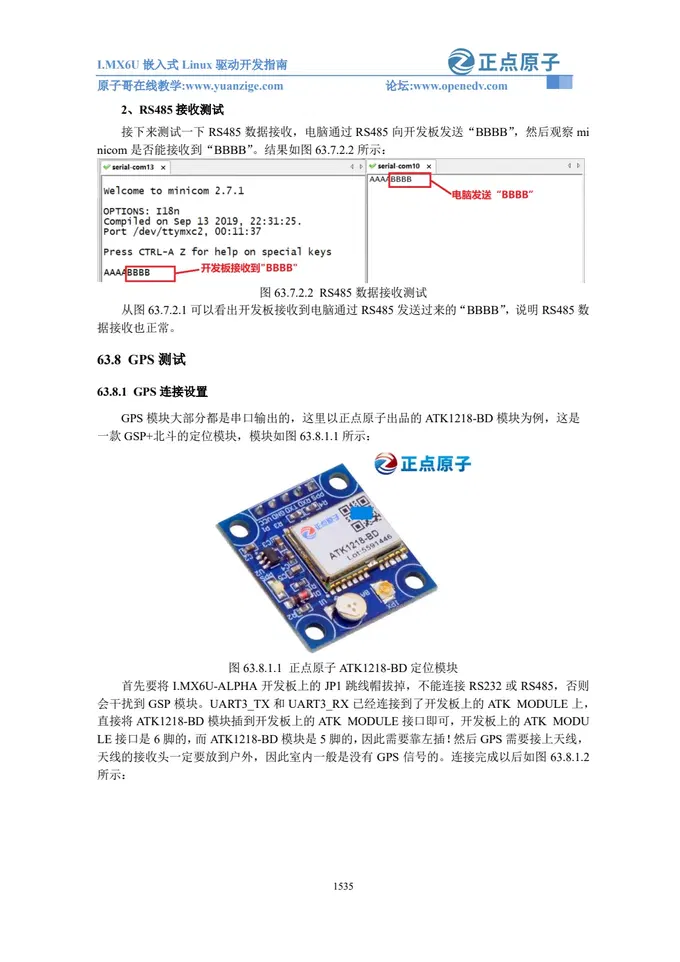 I.MX6U 嵌入式 Linux 驱动开发指南
正点原子
原子哥在线教学:www.yuanzige.com 论坛:www.openedv.com
2、RS485 接收测试
接下来测试一下 RS485 数据接收，电脑通过 RS485 向开发板发送“BBBB”，然后观察 mi
nicom 是否能接收到“BBBB”。结果如图 63.7.2.2 所示：
serial-com13 x
serial-com10 x
AAAABBBB
电脑发送“BBBB”
Welcome to minicom 2.7.1
OPTIONS: I18n
Compiled on Sep 13 2019, 22:31:25.
Port /dev/ttymxc2, 00:11:37
Press CTRL-A Z for help on special keys
AAAABBBB
开发板接收到"BBBB"
图 63.7.2.2 RS485 数据接收测试
从图 63.7.2.1 可以看出开发板接收到电脑通过 RS485 发送过来的“BBBB”，说明 RS485 数
据接收也正常。
63.8 GPS 测试
63.8.1 GPS 连接设置
GPS 模块大部分都是串口输出的，这里以正点原子出品的 ATK1218-BD 模块为例，这是
一款 GSP+北斗的定位模块，模块如图 63.8.1.1 所示：
正点原子
PPS RXD TXD GND VCC
正点原子
ATK1218-BD
Lot:5591446
图 63.8.1.1 正点原子 ATK1218-BD 定位模块
首先要将 I.MX6U-ALPHA 开发板上的 JP1 跳线帽拔掉，不能连接 RS232 或 RS485，否则
会干扰到 GSP 模块。UART3_TX 和 UART3_RX 已经连接到了开发板上的 ATK MODULE 上，
直接将 ATK1218-BD 模块插到开发板上的 ATK MODULE 接口即可，开发板上的 ATK MODU
LE 接口是 6 脚的，而 ATK1218-BD 模块是 5 脚的，因此需要靠左插！然后 GPS 需要接上天线，
天线的接收头一定要放到户外，因此室内一般是没有 GPS 信号的。连接完成以后如图 63.8.1.2
所示：
1535